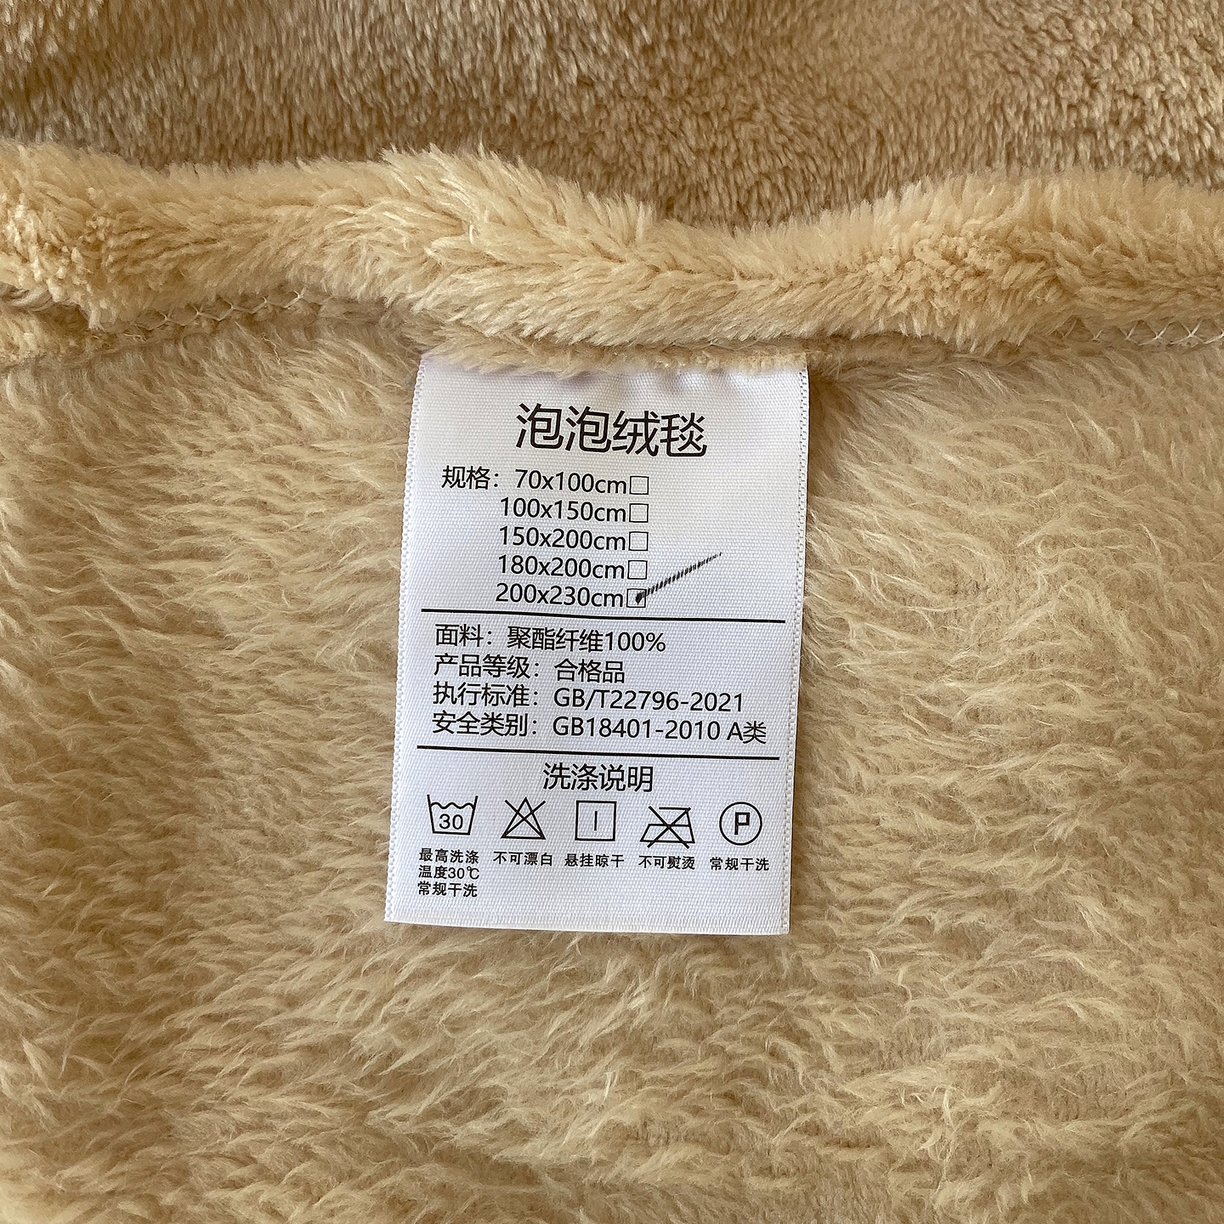 泡泡绒毯
规格：70x100cm□
100x150cm□
150x200cm□
180x200cm□
200x230cm☑
面料：聚酯纤维100%
产品等级：合格品
执行标准：GB/T22796-2021
安全类别：GB18401-2010 A类
洗涤说明
30 P
最高洗涤 不可漂白 悬挂晾干 不可熨烫 常规干洗
温度30℃
常规干洗